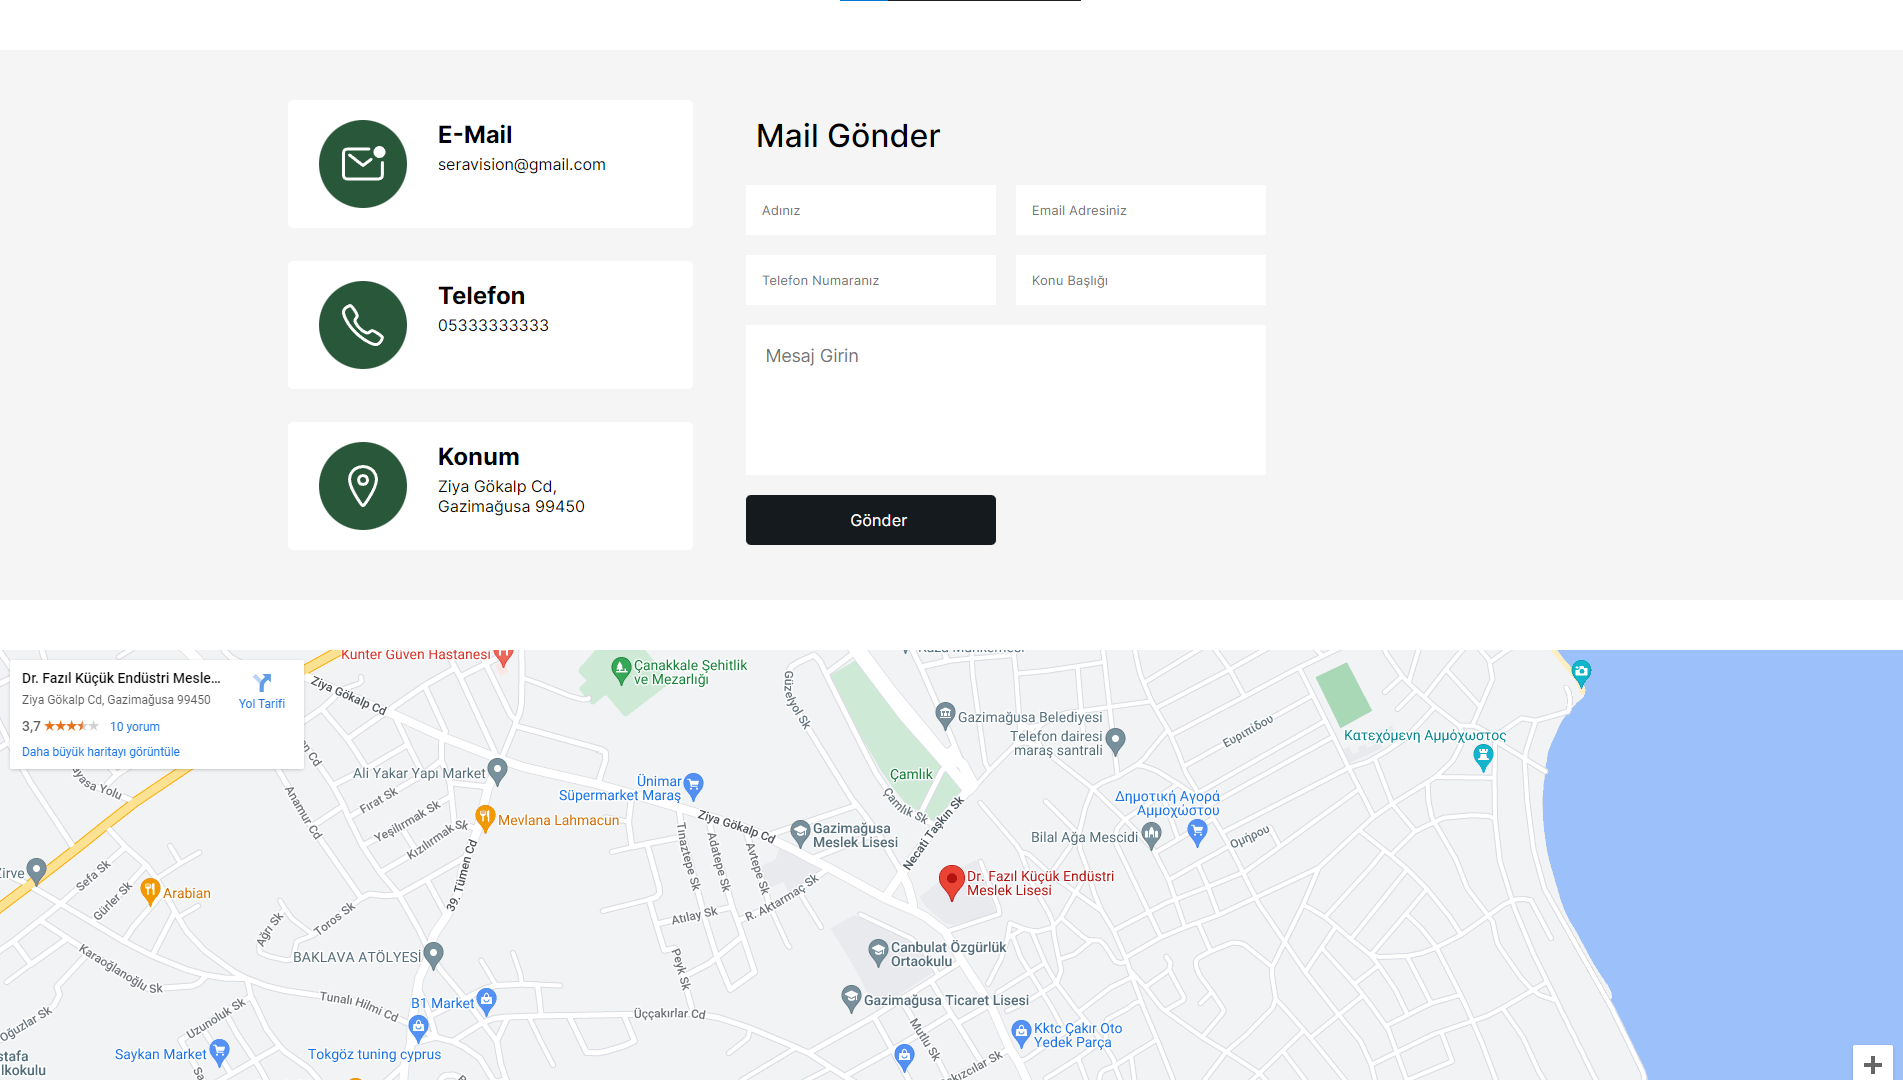 E-Mail
seravision@gmail.com
Telefon
05333333333
Konum
Ziya Gökalp Cd,
Gazimağusa 99450
Mail Gönder
Adınız
Email Adresiniz
Telefon Numaranız
Konu Başlığı
Mesaj Girin
Gönder
Dr. Fazıl Küçük Endüstri Mesle...
Ziya Gökalp Cd, Gazimağusa 99450
Yol Tarifi
3,7
10 yorum
Daha büyük haritayı görüntüle
Kunter Güven Hastanesi
Çanakkale Şehitlik
ve Mezarlığı
Ziya Gökalp Cd
Güzelyol Sk
Gazimağusa Belediyesi
Telefon dairesi
maraş santrali
Ευριπίδου
Κατεχόμενη Αμμόχωστος
Ali Yakar Yapı Market
Ünimar
Süpermarket Maraş
Çamlık
Çamlık Sk
Anamur Cd
Fırat Sk
Yeşilırmak Sk
Kızılırmak Sk
Mevlana Lahmacun
Ziya Gökalp Cd
Δημοτική Αγορά
Αμμοχώστου
Gazimağusa
Meslek Lisesi
Necati Taşkın Sk
Bilal Ağa Mescidi
Ομήρου
Tınaztepe Sk
Adatepe Sk
Avtepe Sk
Dr. Fazıl Küçük Endüstri
Meslek Lisesi
Sefa Sk
Arabian
Gürler Sk
39. Tümen Cd
Toros Sk
Ağrı Sk
Atılay Sk
R. Aktarmaç Sk
Karaoğlanoğlu Sk
BAKLAVA ATÖLYESİ
Peyk Sk
Canbulat Özgürlük
Ortaokulu
Tunalı Hilmi Cd
B1 Market
Üççakırlar Cd
Gazimağusa Ticaret Lisesi
Oğuzlar Sk
Uzunoluk Sk
Mutlu Sk
Kktc Çakır Oto
Yedek Parça
Saykan Market
Tokgöz tuning cyprus